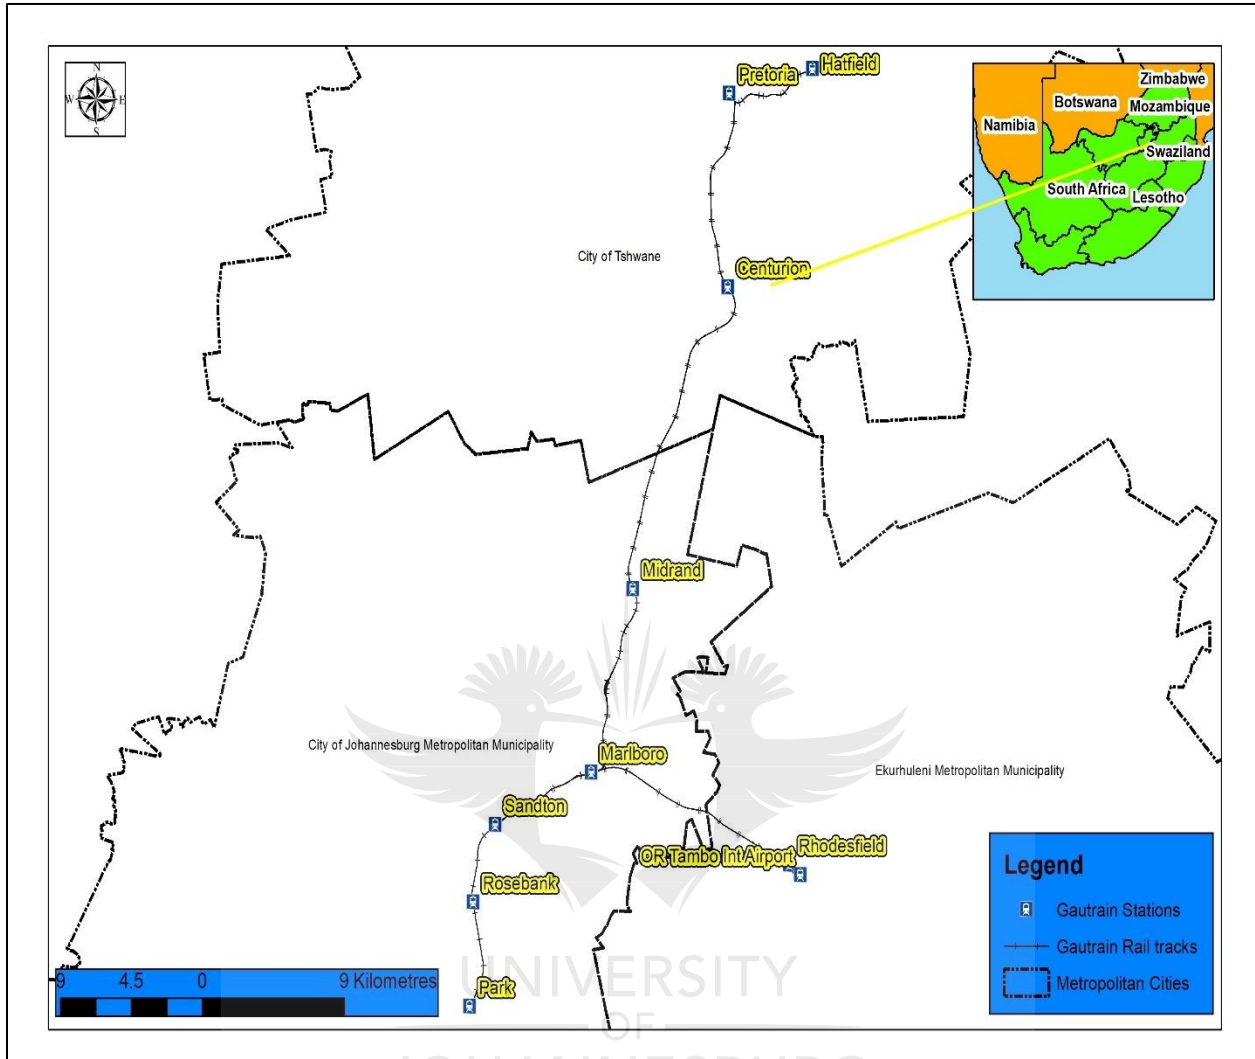 N
W E
S
Pretoria
Hatfield
Zimbabwe
Botswana
Mozambique
Namibia
Swaziland
South Africa
Lesotho
City of Tshwane
Centurion
Midrand
City of Johannesburg Metropolitan Municipality
Marlboro
Ekurhuleni Metropolitan Municipality
Sandton
OR Tambo Int Airport
Rhodesfield
Rosebank
Park
Legend
Gautrain Stations
Gautrain Rail tracks
Metropolitan Cities
9 4.5 0 9 Kilometres
UNIVERSITY
OF
JOHANNESBURG